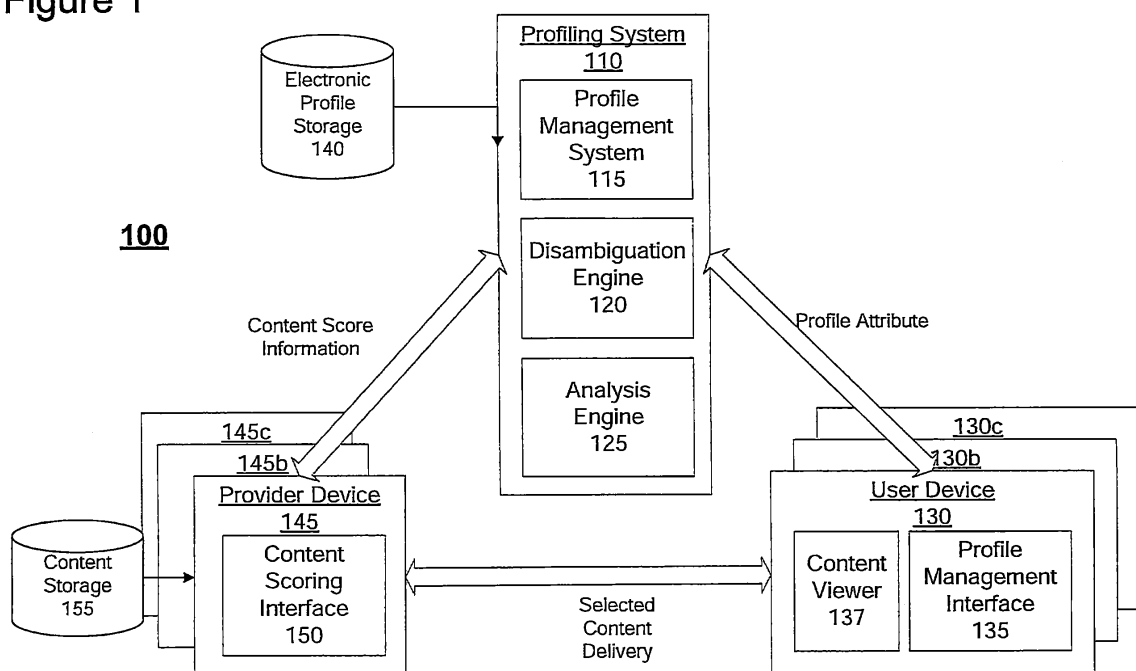 Figure 1
Profiling System
110
Profile
Management
System
115
Disambiguation
Engine
120
Analysis
Engine
125
Electronic
Profile
Storage
140
100
Content Score
Information
Profile Attribute
145c
145b
Provider Device
145
Content
Scoring
Interface
150
Content
Storage
155
Selected
Content
Delivery
130c
130b
User Device
130
Content
Viewer
137
Profile
Management
Interface
135